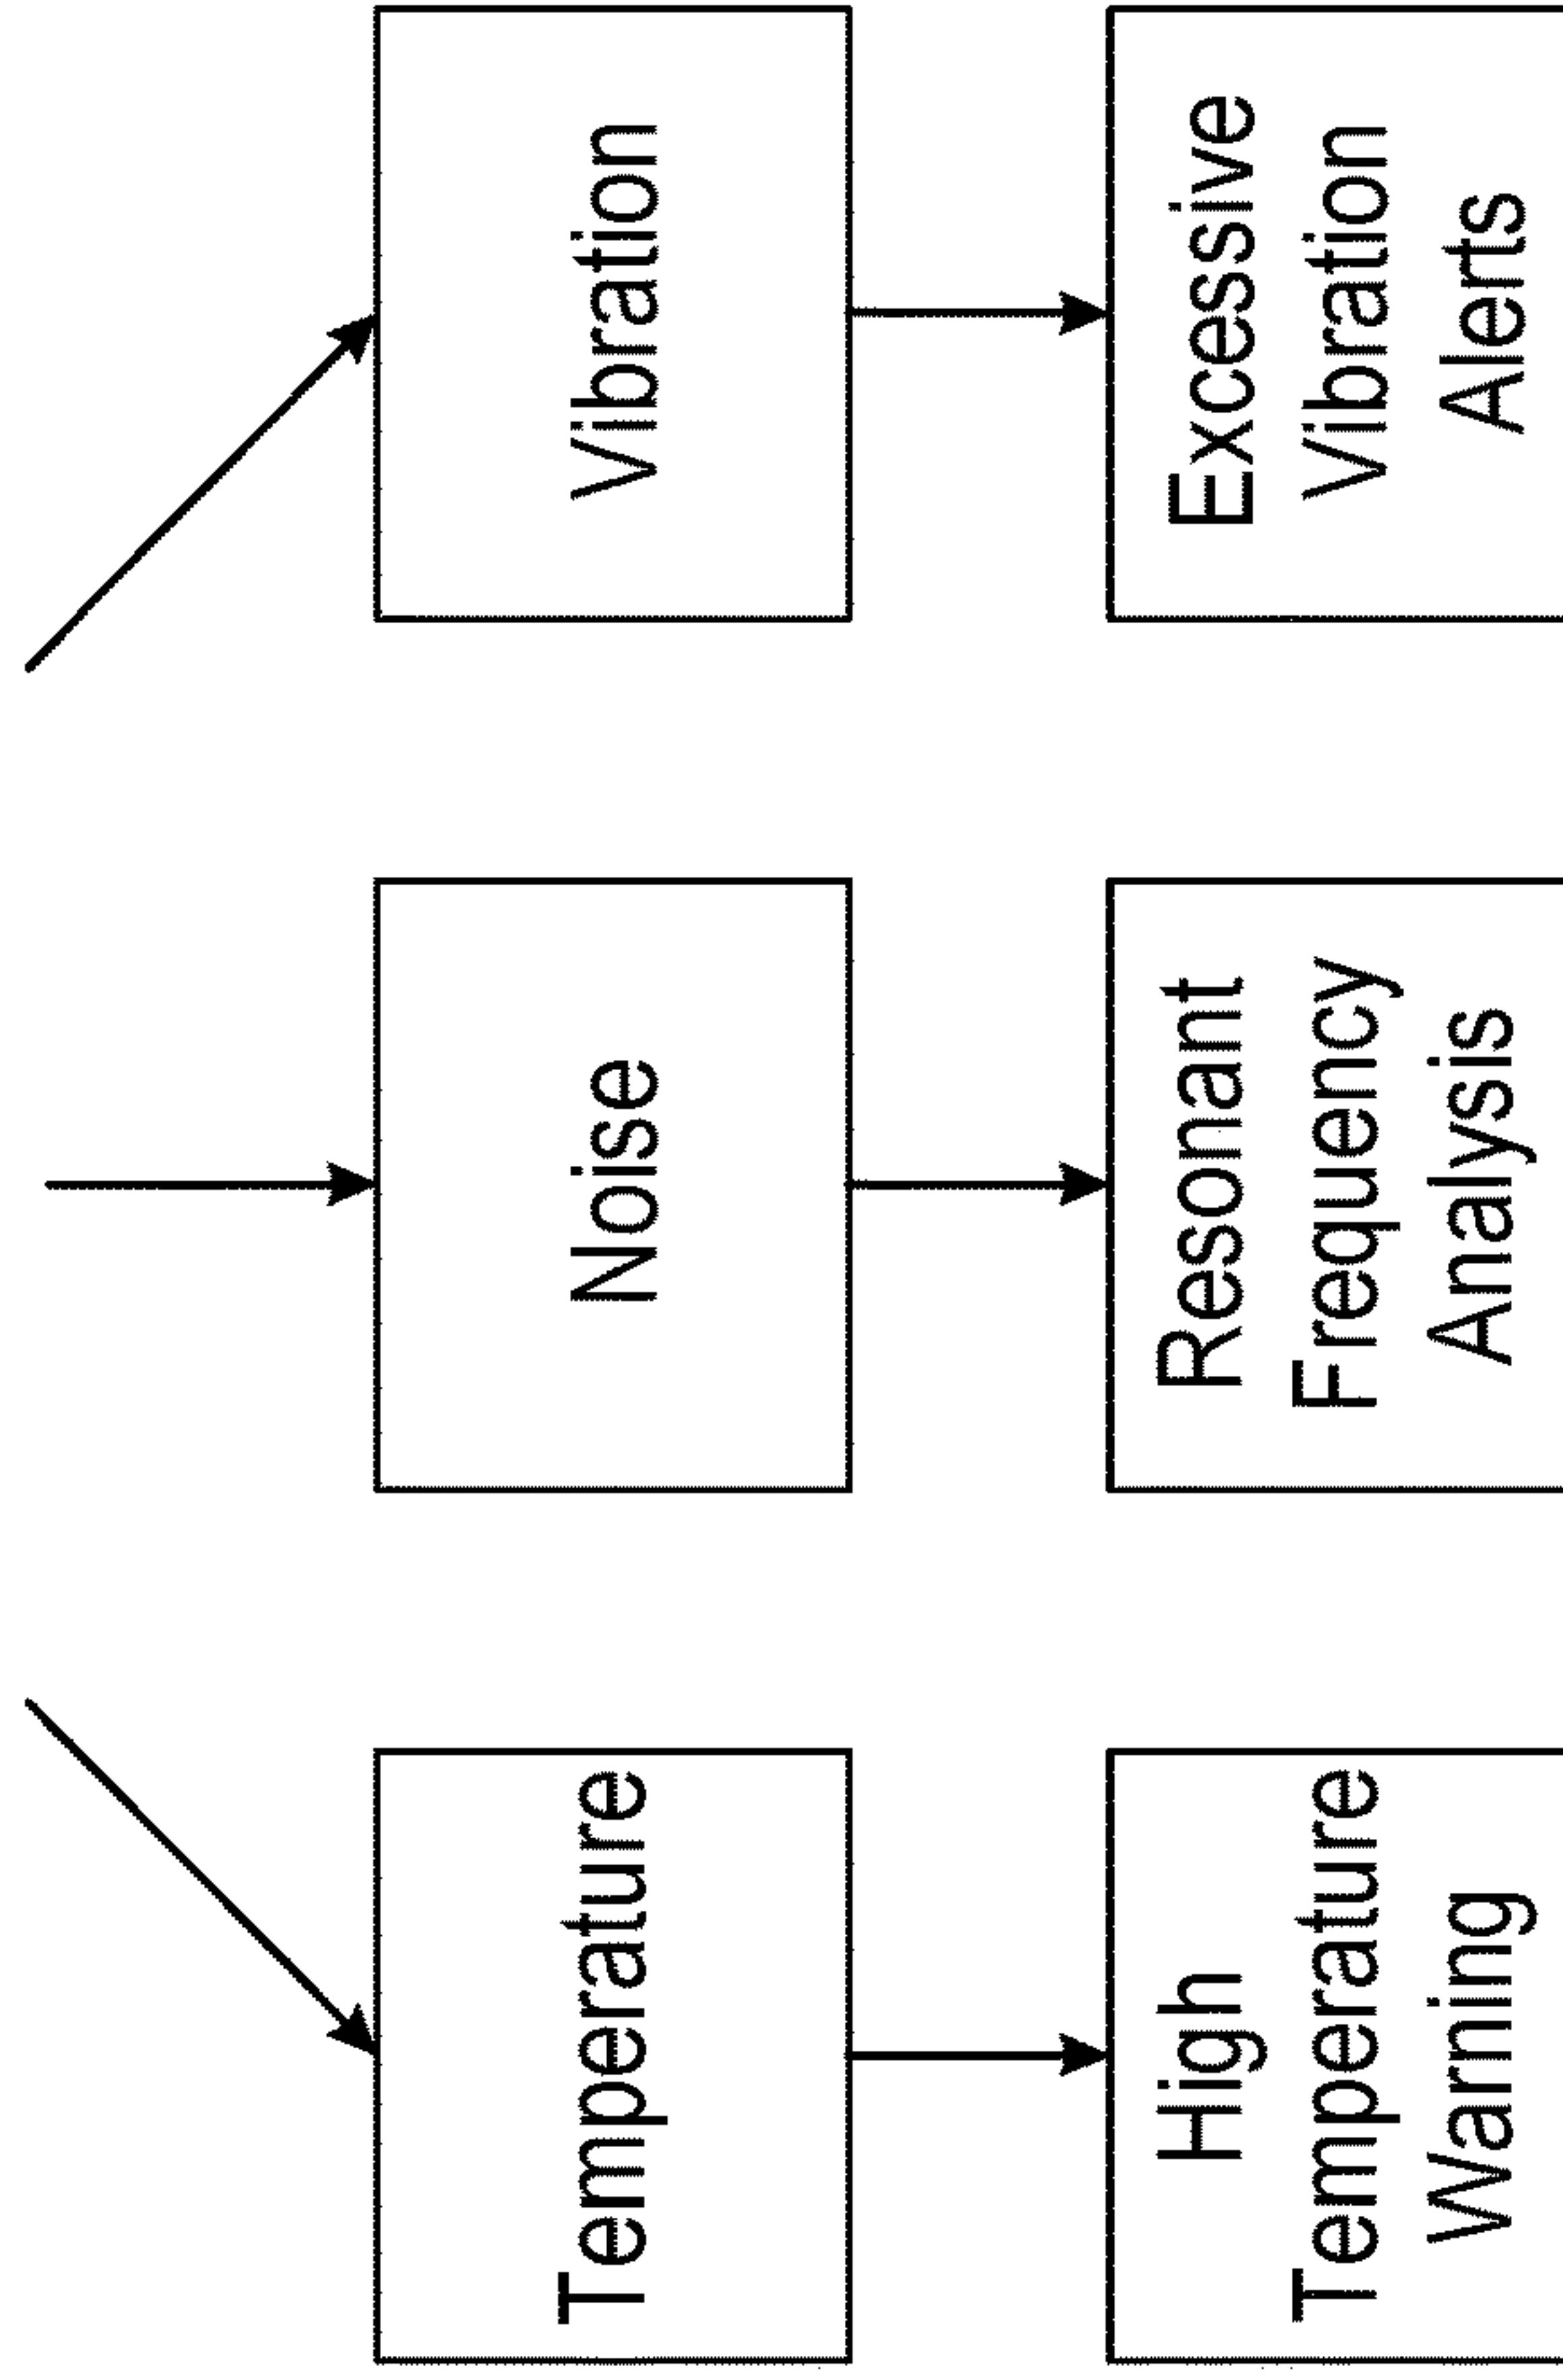 Temperature
Noise
Vibration
High
Temperature
Warning
Resonant
Frequency
Analysis
Excessive
Vibration
Alerts